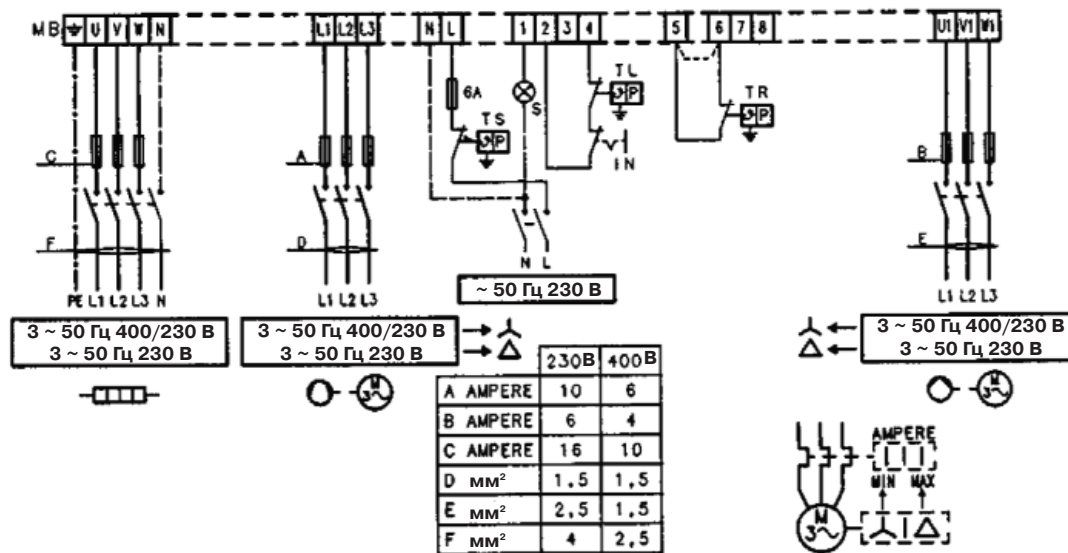 MB U V W N L1 L2 L3 N L 1 2 3 4 5 6 7 8 U1 V1 W1
6A S TL TR
TS P P P
IN
C A B
F D E
PE L1 L2 L3 N L1 L2 L3 N L L1 L2 L3
~ 50 Гц 230 В
3 ~ 50 Гц 400/230 В
3 ~ 50 Гц 230 В
3 ~ 50 Гц 400/230 В
3 ~ 50 Гц 230 В
3 ~ 50 Гц 400/230 В
3 ~ 50 Гц 230 В
M 3~
M 3~
230В 400В
A AMPERE 10 6
B AMPERE 6 4
C AMPERE 16 10
D мм² 1,5 1,5
E мм² 2,5 1,5
F мм² 4 2,5
AMPERE
MIN MAX
M 3~